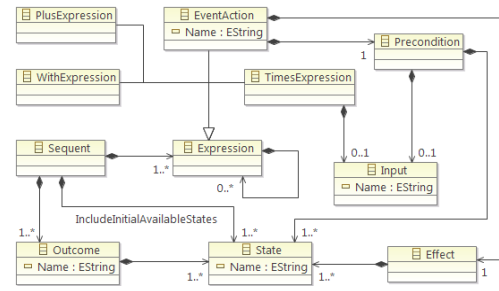 PlusExpression
EventAction
Name : EString
Precondition
1
WithExpression
TimesExpression
Sequent
Expression
0..1
0..1
1..*
Input
Name : EString
0..*
IncludeInitialAvailableStates
1..*
1..*
1..*
Outcome
Name : EString
State
Name : EString
Effect
1..*
1..*
1